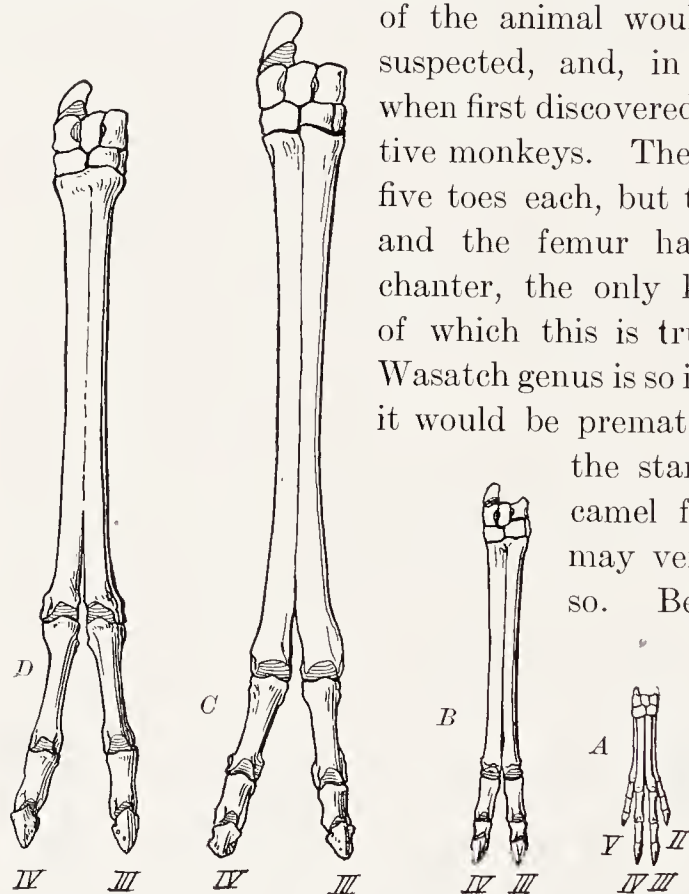 of the animal woul
suspected, and, in
when first discovered
tive monkeys. The
five toes each, but t
and the femur ha
chanter, the only
of which this is tru
Wasatch genus is so i
it would be premat
the star
camel f
may ve
so. Be
D
C
B
A
IV III
IV III
IV III
V II
IV III